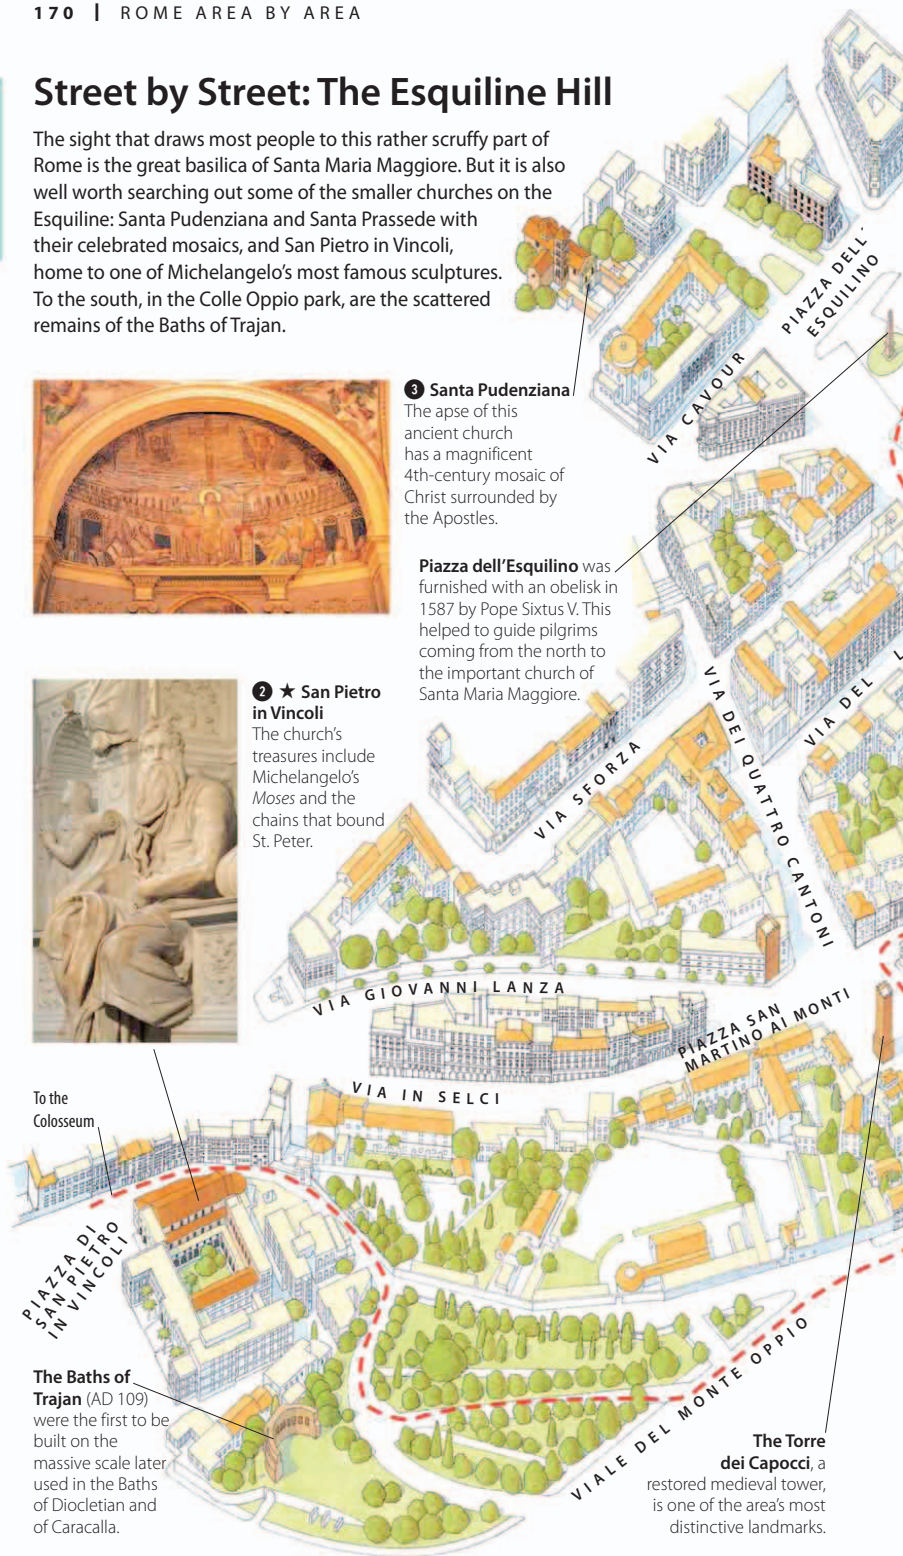 170 | ROME AREA BY AREA
Street by Street: The Esquiline Hill
The sight that draws most people to this rather scruffy part of
Rome is the great basilica of Santa Maria Maggiore. But it is also
well worth searching out some of the smaller churches on the
Esquiline: Santa Pudenziana and Santa Prassede with
their celebrated mosaics, and San Pietro in Vincoli,
home to one of Michelangelo’s most famous sculptures.
To the south, in the Colle Oppio park, are the scattered
remains of the Baths of Trajan.
PIAZZA DELL’
ESQUILINO
3 Santa Pudenziana
The apse of this
ancient church
has a magnificent
4th-century mosaic of
Christ surrounded by
the Apostles.
VIA CAVOUR
Piazza dell’Esquilino was
furnished with an obelisk in
1587 by Pope Sixtus V. This
helped to guide pilgrims
coming from the north to
the important church of
Santa Maria Maggiore.
2 ★ San Pietro
in Vincoli
The church’s
treasures include
Michelangelo’s
Moses and the
chains that bound
St. Peter.
VIA DEL L
VIA DEI QUATTRO CANTONI
VIA SFORZA
VIA GIOVANNI LANZA
PIAZZA SAN
MARTINO AI MONTI
VIA IN SELCI
To the
Colosseum
PIAZZA DI
SAN PIETRO
IN VINCOLI
The Baths of
Trajan (AD 109)
were the first to be
built on the
massive scale later
used in the Baths
of Diocletian and
of Caracalla.
VIALE DEL MONTE OPPIO
The Torre
dei Capocci, a
restored medieval tower,
is one of the area’s most
distinctive landmarks.